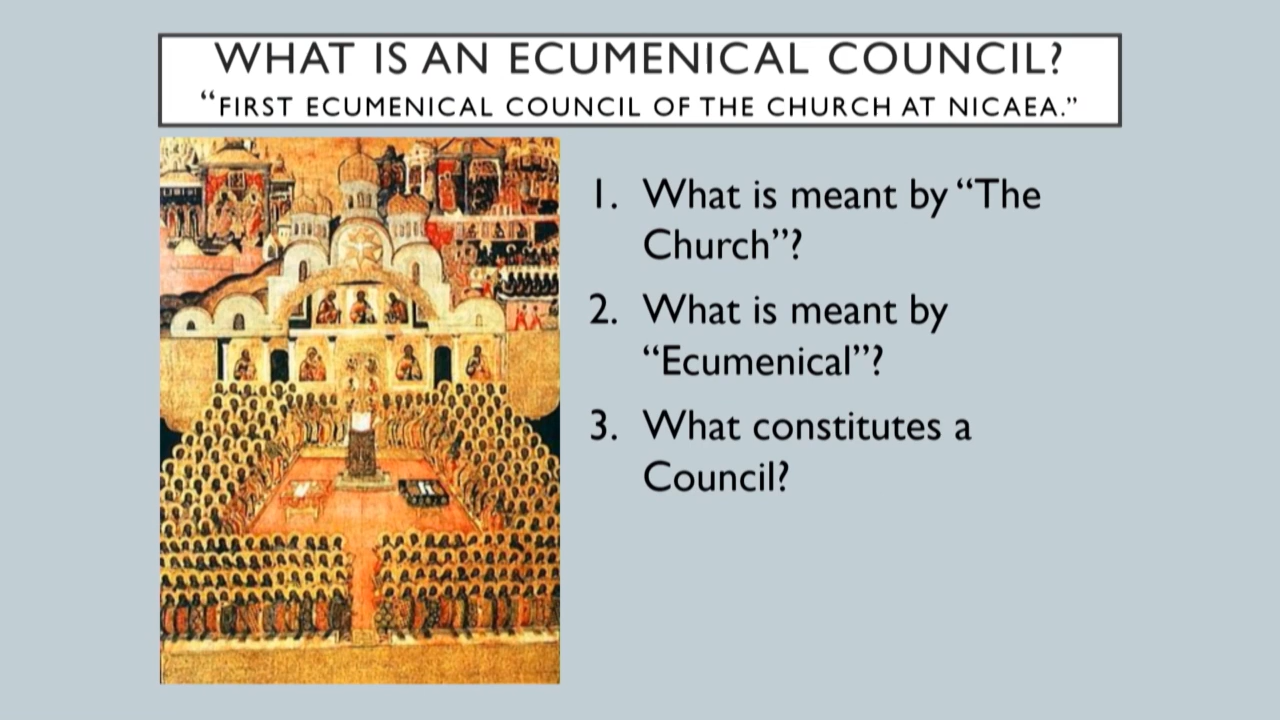 WHAT IS AN ECUMENICAL COUNCIL?
“FIRST ECUMENICAL COUNCIL OF THE CHURCH AT NICAEA.”
1. What is meant by “The
Church”?
2. What is meant by
“Ecumenical”?
3. What constitutes a
Council?